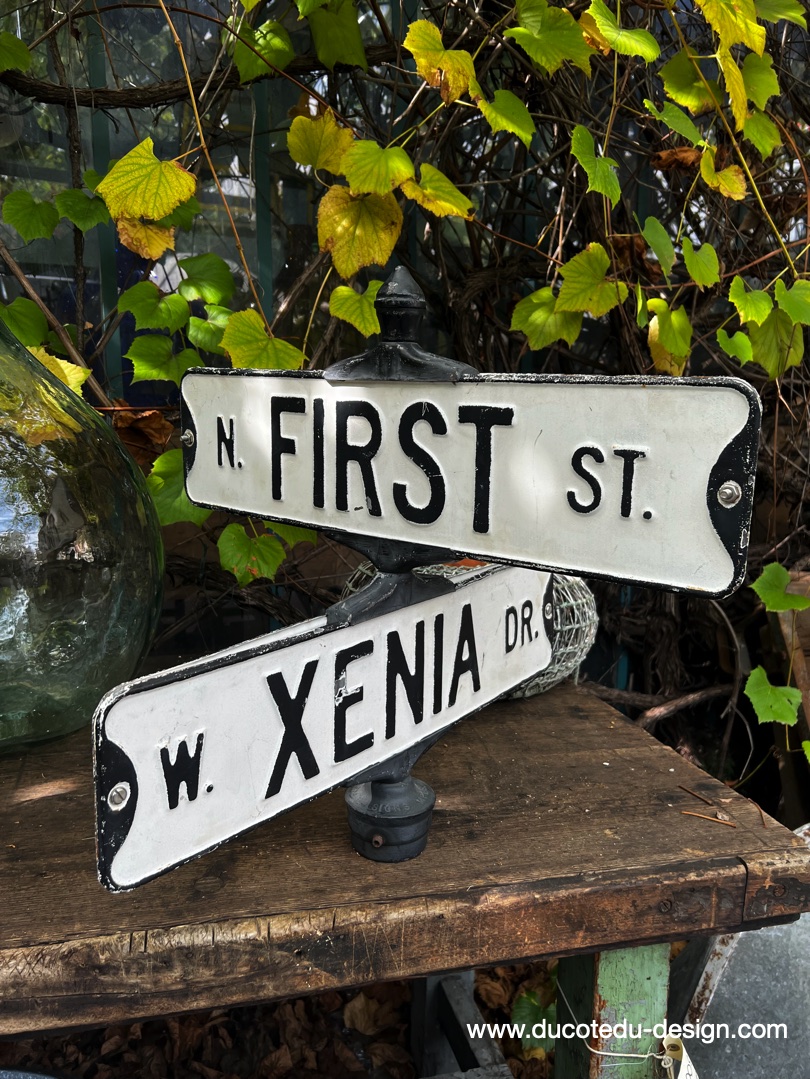 N. FIRST ST.
W. XENIA DR.
www.ducotedu-design.com